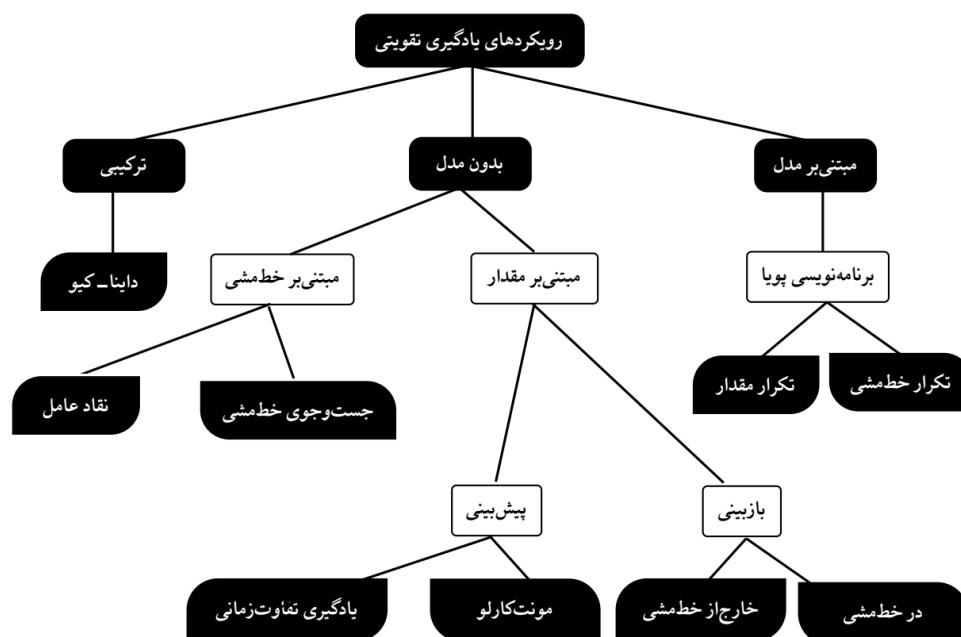 رویکردهای یادگیری تقویتی
مبتنی‌بر مدل
بدون مدل
ترکیبی
برنامه‌نویسی پویا
مبتنی‌بر مقدار
مبتنی‌بر خط‌مشی
داینا-کیو
تکرار خط‌مشی
تکرار مقدار
جست‌وجوی خط‌مشی
نقاد عامل
بازبینی
پیش‌بینی
در خط‌مشی
خارج‌از خط‌مشی
مونت‌کارلو
یادگیری تفاوت‌زمانی